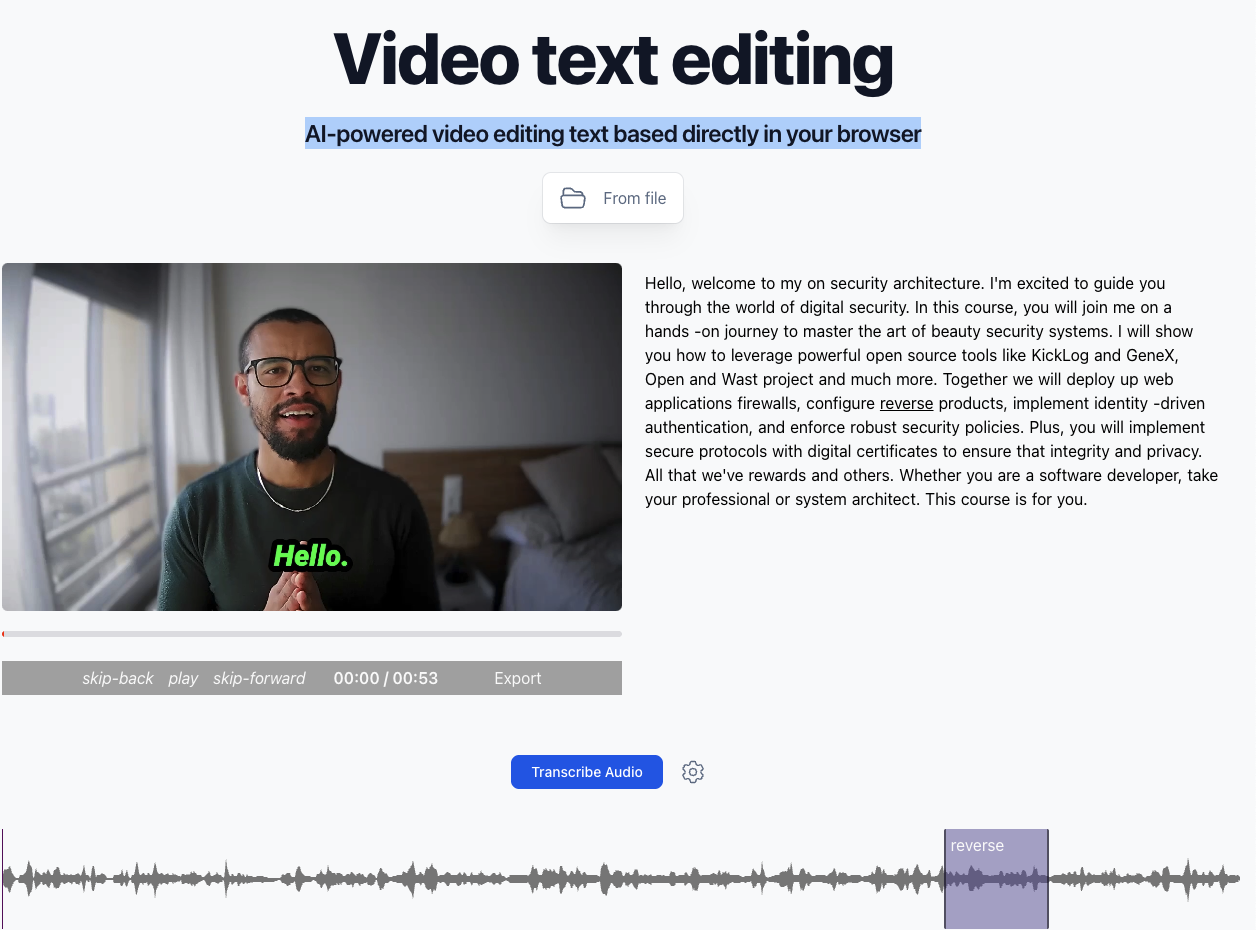 Video text editing
AI-powered video editing text based directly in your browser
From file
Hello, welcome to my on security architecture. I'm excited to guide you
through the world of digital security. In this course, you will join me on a
hands -on journey to master the art of beauty security systems. I will show
you how to leverage powerful open source tools like KickLog and GeneX,
Open and Wast project and much more. Together we will deploy up web
applications firewalls, configure reverse products, implement identity -driven
authentication, and enforce robust security policies. Plus, you will implement
secure protocols with digital certificates to ensure that integrity and privacy.
All that we've rewards and others. Whether you are a software developer, take
your professional or system architect. This course is for you.
Hello.
skip-back play skip-forward 00:00 / 00:53 Export
Transcribe Audio
reverse